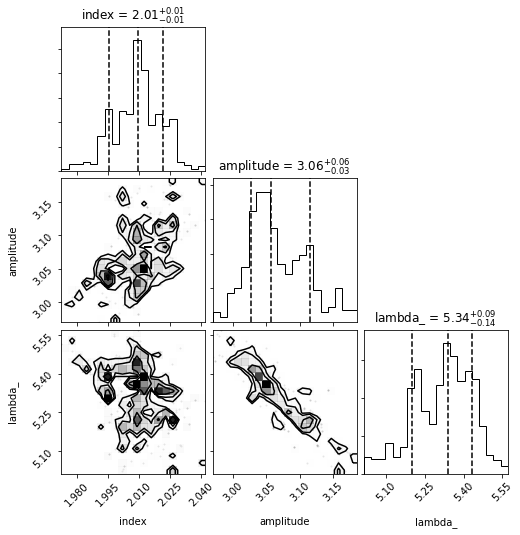 index = 2.01+0.01−0.01
amplitude = 3.06+0.06−0.03
lambda_ = 5.34+0.09−0.14
amplitude
3.15
3.10
3.05
3.00
lambda_
5.55
5.40
5.25
5.10
1.980
1.995
2.010
2.025
2.040
index
3.00
3.05
3.10
3.15
amplitude
5.10
5.25
5.40
5.55
lambda_